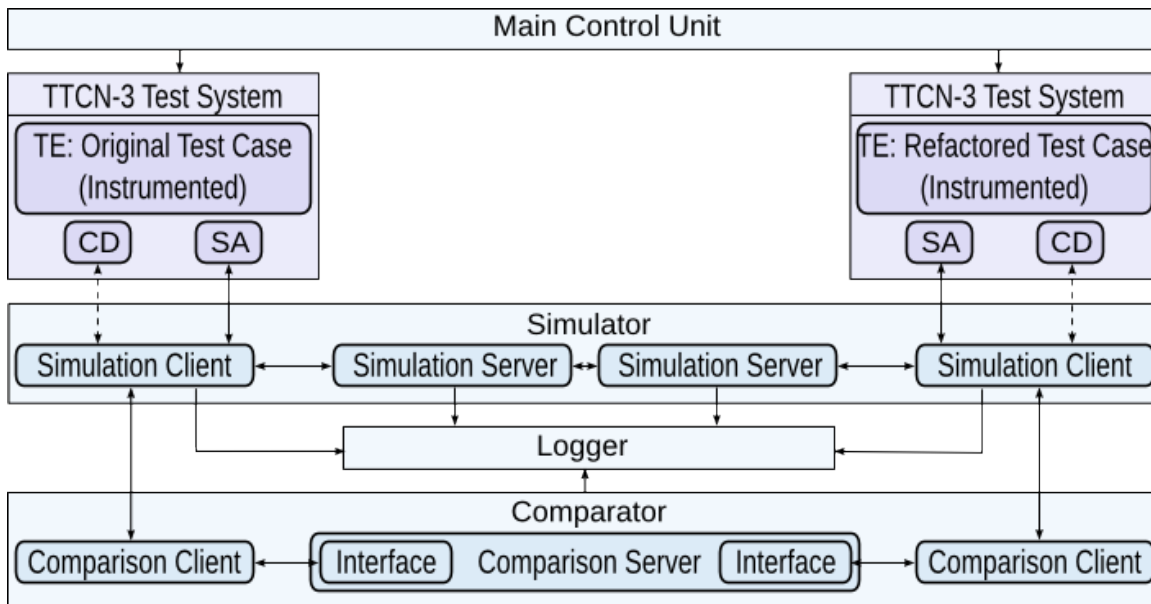 Main Control Unit
TTCN-3 Test System
TTCN-3 Test System
TE: Original Test Case
(Instrumented)
TE: Refactored Test Case
(Instrumented)
CD
SA
SA
CD
Simulator
Simulation Client
Simulation Server
Simulation Server
Simulation Client
Logger
Comparator
Comparison Client
Interface
Comparison Server
Interface
Comparison Client